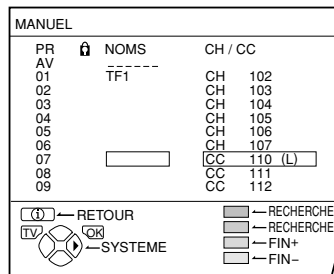 MANUEL
PR NOMS CH / CC
AV ------
01 TF1 CH 102
02 CH 103
03 CH 104
04 CH 105
05 CH 106
06 CH 107
07 CC 110 (L)
08 CC 111
09 CC 112
RETOUR
TV OK
SYSTEME
RECHERCHE
RECHERCHE
FIN+
FIN−